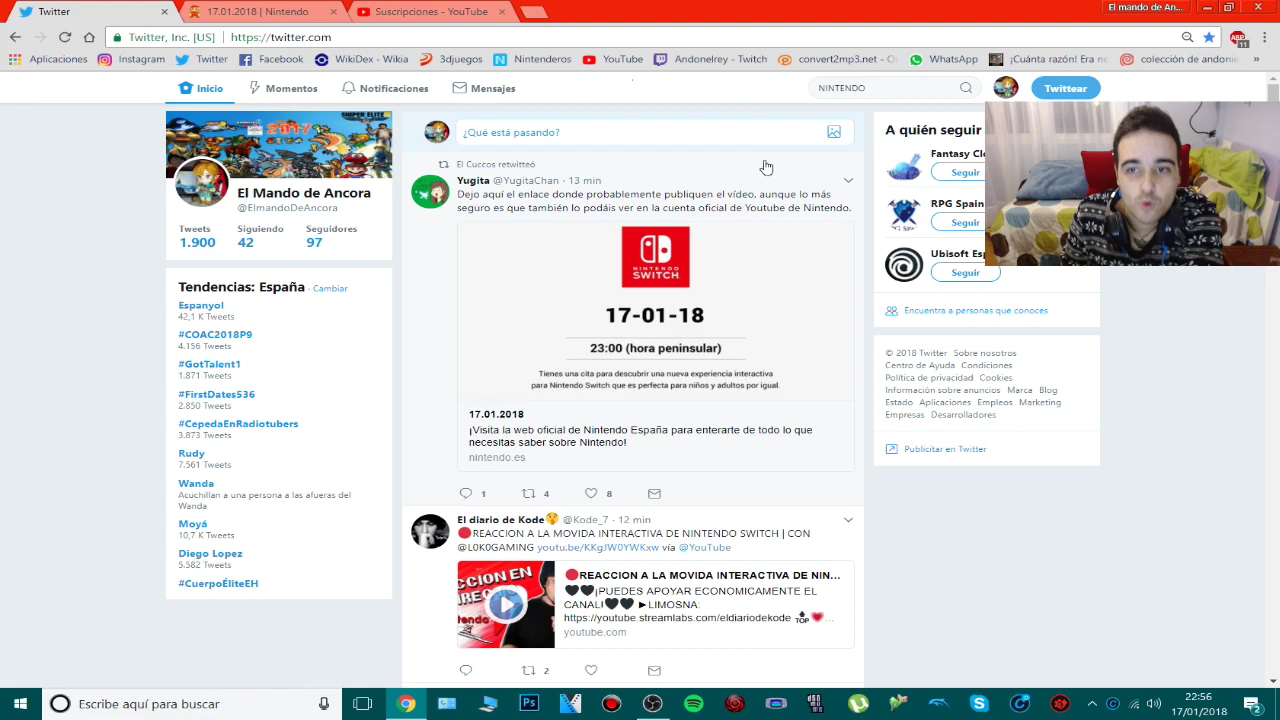 Twitter
17.01.2018 | Nintendo
Suscripciones - YouTube
El mando de An...
Twitter, Inc. [US]
https://twitter.com
Aplicaciones
Instagram
Twitter
Facebook
WikiDex - Wikia
3djuegos
Nintenderos
YouTube
Andonelrey - Twitch
convert2mp3.net - O
WhatsApp
¡Cuánta razón! Era n
colección de andonie
»
Inicio
Momentos
Notificaciones
Mensajes
NINTENDO
Twittear
El Mando de Ancora
@ElmandoDeAncora
Tweets Siguiendo Seguidores
1.900 42 97
Tendencias: España · Cambiar
Espanyol
42,1 K Tweets
#COAC2018P9
4.156 Tweets
#GotTalent1
1.871 Tweets
#FirstDates536
2.850 Tweets
#CepedaEnRadiotubers
3.873 Tweets
Rudy
7.561 Tweets
Wanda
Acuchillan a una persona a las afueras del
Wanda
Moyá
10,7 K Tweets
Diego Lopez
5.582 Tweets
#CuerpoÉliteEH
¿Qué está pasando?
El Cuccos retwitteó
Yugita @YugitaChan · 13 min
Dejo aquí el enlace donde probablemente publiquen el vídeo, aunque lo más
seguro es que también lo podáis ver en la cuenta oficial de Youtube de Nintendo.
NINTENDO
SWITCH
17-01-18
23:00 (hora peninsular)
Tienes una cita para descubrir una nueva experiencia interactiva
para Nintendo Switch que es perfecta para niños y adultos por igual.
17.01.2018
¡Visita la web oficial de Nintendo España para enterarte de todo lo que
necesitas saber sobre Nintendo!
nintendo.es
1 4 8
El diario de Kode @Kode_7 · 12 min
REACCION A LA MOVIDA INTERACTIVA DE NINTENDO SWITCH | CON
@L0K0GAMING youtu.be/KKgJW0YWKxw vía @YouTube
REACCION A LA MOVIDA INTERACTIVA DE NIN...
¡PUEDES APOYAR ECONOMICAMENTE EL
CANAL! ►LIMOSNA:
https://youtube.streamlabs.com/eldiariodekode TOP ...
youtube.com
2
A quién seguir
Fantasy Cl
Seguir
RPG Spain
Seguir
Ubisoft Esp
Seguir
Encuentra a personas que conoces
© 2018 Twitter Sobre nosotros
Centro de Ayuda Condiciones
Política de privacidad Cookies
Información sobre anuncios Marca Blog
Estado Aplicaciones Empleos Marketing
Empresas Desarrolladores
Publicitar en Twitter
Escribe aquí para buscar
22:56
17/01/2018
2